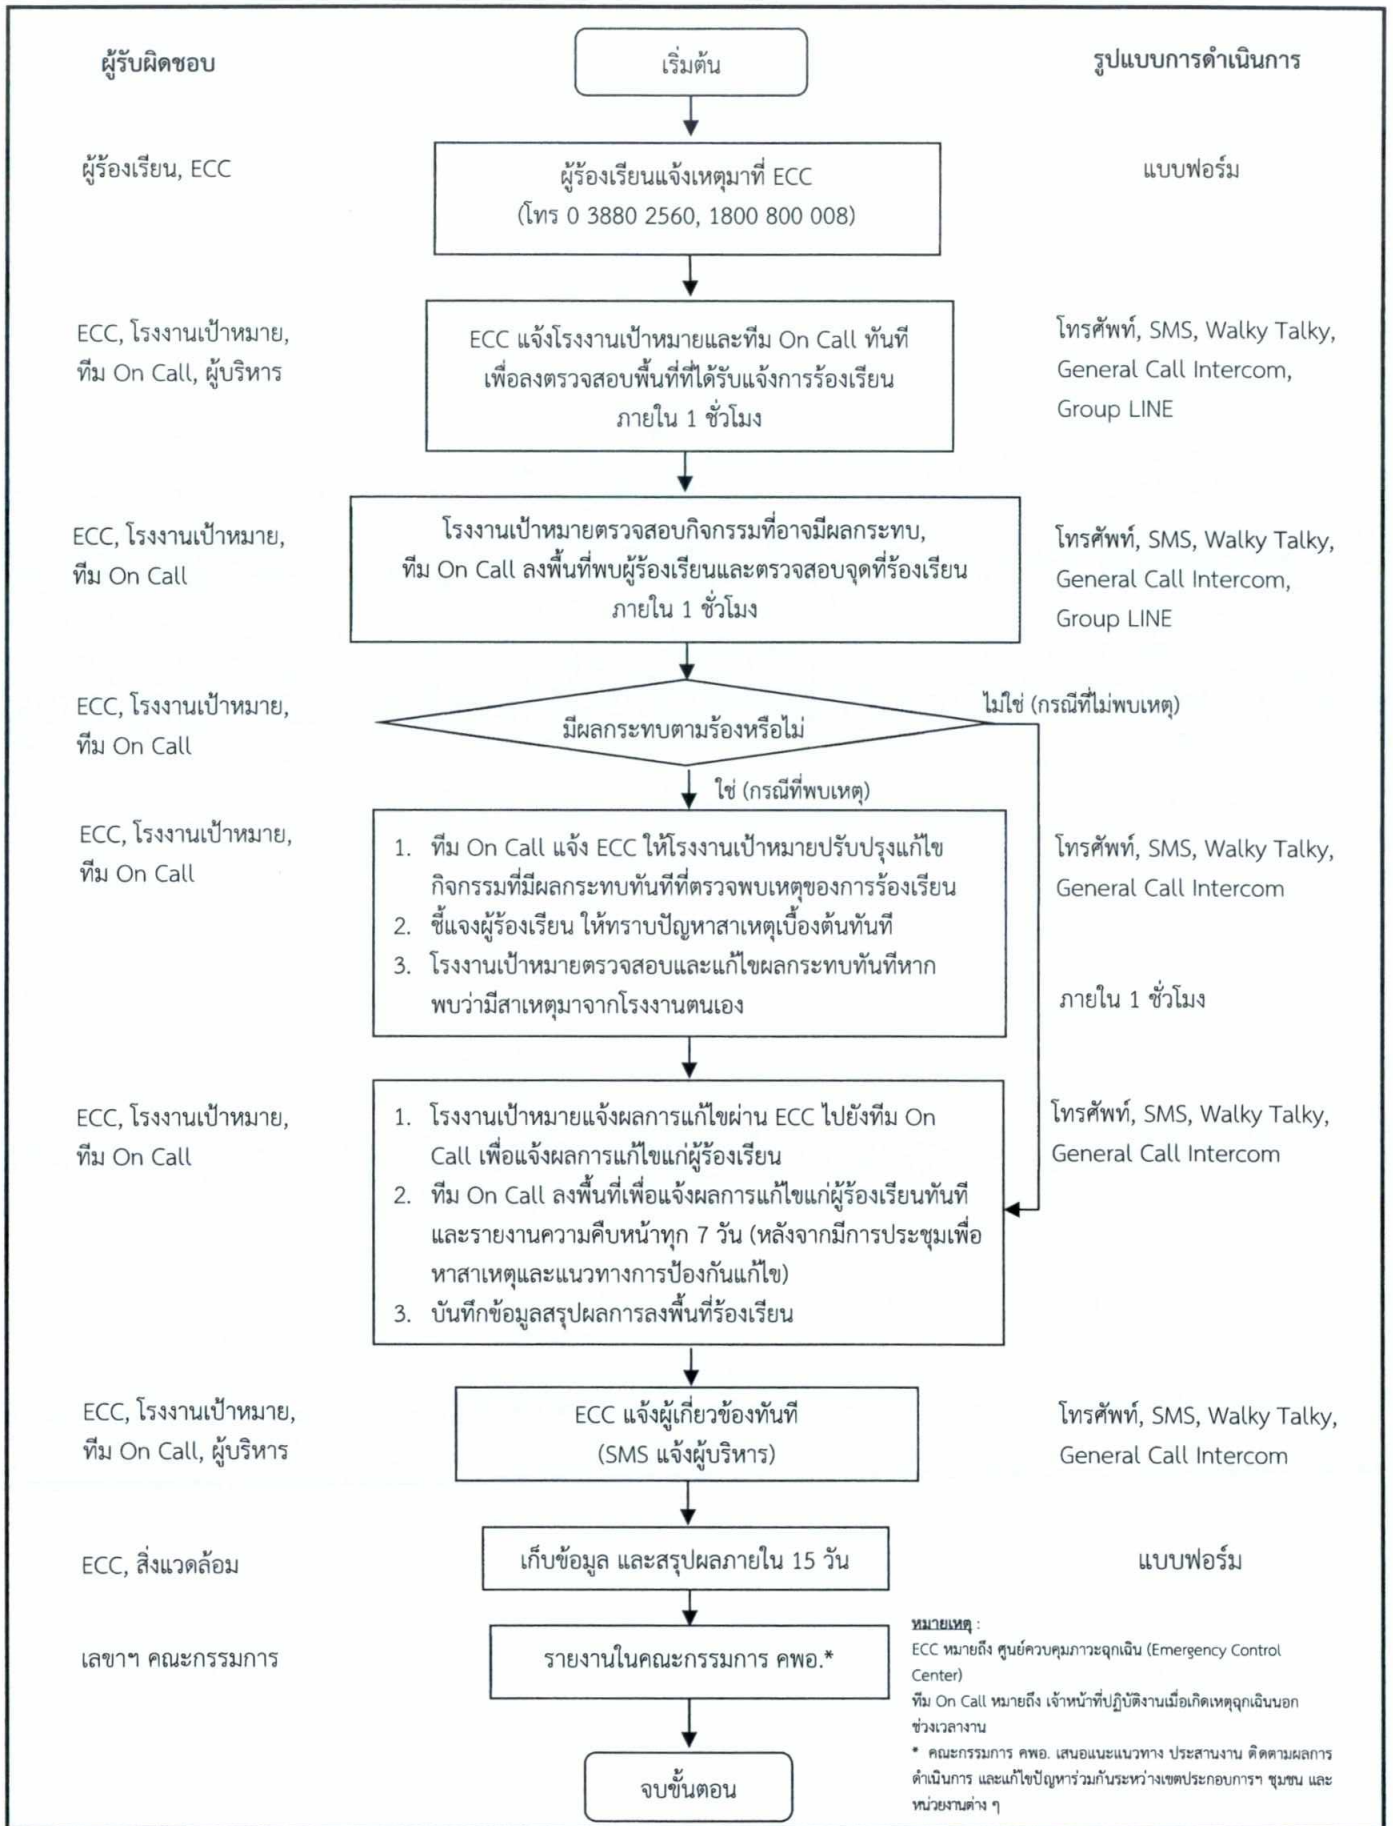 ผู้รับผิดชอบ
เริ่มต้น
รูปแบบการดำเนินการ
ผู้ร้องเรียน, ECC
ผู้ร้องเรียนแจ้งเหตุมาที่ ECC
(โทร 0 3880 2560, 1800 800 008)
แบบฟอร์ม
ECC, โรงงานเป้าหมาย,
ทีม On Call, ผู้บริหาร
ECC แจ้งโรงงานเป้าหมายและทีม On Call ทันที
เพื่อลงตรวจสอบพื้นที่ที่ได้รับแจ้งการร้องเรียน
ภายใน 1 ชั่วโมง
โทรศัพท์, SMS, Walky Talky,
General Call Intercom,
Group LINE
ECC, โรงงานเป้าหมาย,
ทีม On Call
โรงงานเป้าหมายตรวจสอบกิจกรรมที่อาจมีผลกระทบ,
ทีม On Call ลงพื้นที่พบผู้ร้องเรียนและตรวจสอบจุดที่ร้องเรียน
ภายใน 1 ชั่วโมง
โทรศัพท์, SMS, Walky Talky,
General Call Intercom,
Group LINE
ECC, โรงงานเป้าหมาย,
ทีม On Call
มีผลกระทบตามร้องหรือไม่
ไม่ใช่ (กรณีที่ไม่พบเหตุ)
ใช่ (กรณีที่พบเหตุ)
ECC, โรงงานเป้าหมาย,
ทีม On Call
1. ทีม On Call แจ้ง ECC ให้โรงงานเป้าหมายปรับปรุงแก้ไข
กิจกรรมที่มีผลกระทบทันทีที่ตรวจพบเหตุของการร้องเรียน
2. ชี้แจงผู้ร้องเรียน ให้ทราบปัญหาสาเหตุเบื้องต้นทันที
3. โรงงานเป้าหมายตรวจสอบและแก้ไขผลกระทบทันทีหาก
พบว่ามีสาเหตุมาจากโรงงานตนเอง
โทรศัพท์, SMS, Walky Talky,
General Call Intercom
ภายใน 1 ชั่วโมง
ECC, โรงงานเป้าหมาย,
ทีม On Call
1. โรงงานเป้าหมายแจ้งผลการแก้ไขผ่าน ECC ไปยังทีม On
Call เพื่อแจ้งผลการแก้ไขแก่ผู้ร้องเรียน
2. ทีม On Call ลงพื้นที่เพื่อแจ้งผลการแก้ไขแก่ผู้ร้องเรียนทันที
และรายงานความคืบหน้าทุก 7 วัน (หลังจากมีการประชุมเพื่อ
หาสาเหตุและแนวทางการป้องกันแก้ไข)
3. บันทึกข้อมูลสรุปผลการลงพื้นที่ร้องเรียน
โทรศัพท์, SMS, Walky Talky,
General Call Intercom
ECC, โรงงานเป้าหมาย,
ทีม On Call, ผู้บริหาร
ECC แจ้งผู้เกี่ยวข้องทันที
(SMS แจ้งผู้บริหาร)
โทรศัพท์, SMS, Walky Talky,
General Call Intercom
ECC, สิ่งแวดล้อม
เก็บข้อมูล และสรุปผลภายใน 15 วัน
แบบฟอร์ม
เลขาฯ คณะกรรมการ
รายงานในคณะกรรมการ คพอ.*
หมายเหตุ :
ECC หมายถึง ศูนย์ควบคุมภาวะฉุกเฉิน (Emergency Control
Center)
ทีม On Call หมายถึง เจ้าหน้าที่ปฏิบัติงานเมื่อเกิดเหตุฉุกเฉินนอก
ช่วงเวลางาน
* คณะกรรมการ คพอ. เสนอแนะแนวทาง ประสานงาน ติดตามผลการ
ดำเนินการ และแก้ไขปัญหาร่วมกันระหว่างเขตประกอบการฯ ชุมชน และ
หน่วยงานต่าง ๆ
จบขั้นตอน